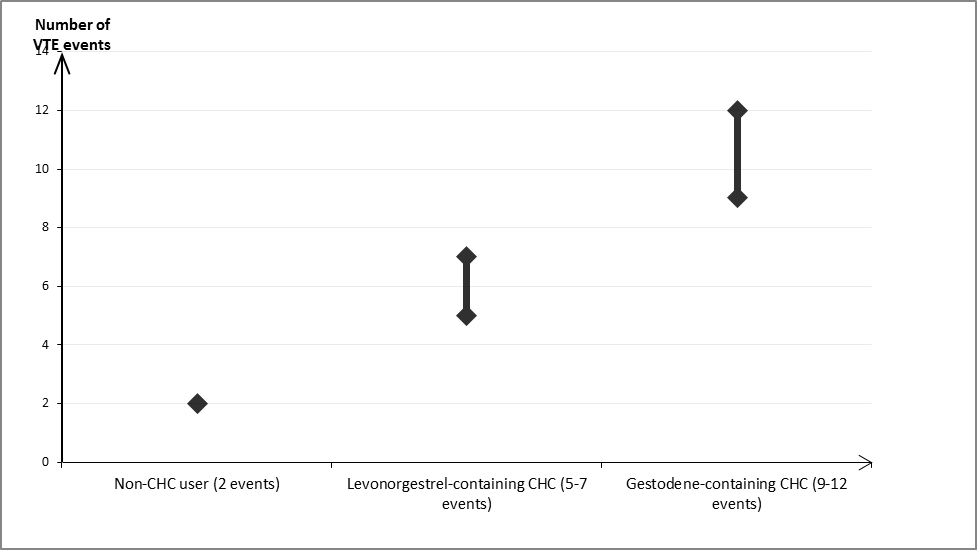 Number of
VTE events
14
12
10
8
6
4
2
0
Non-CHC user (2 events)
Levonorgestrel-containing CHC (5-7
events)
Gestodene-containing CHC (9-12
events)